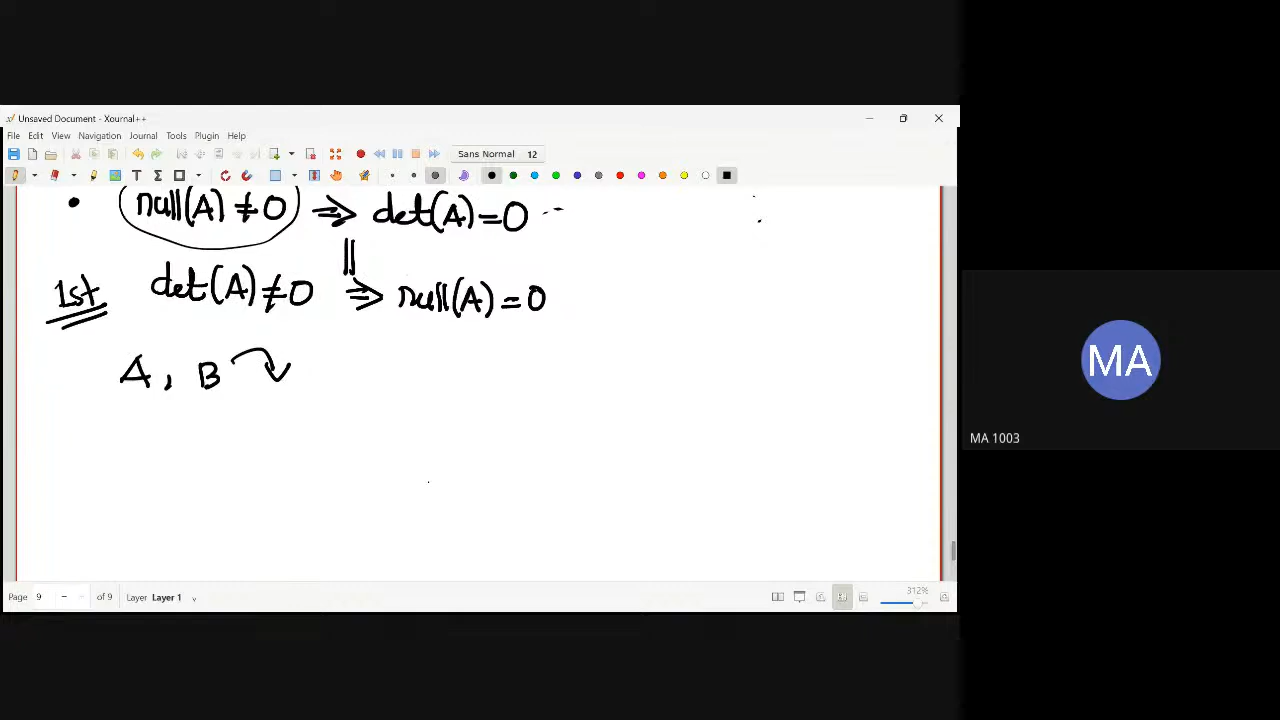 Unsaved Document - Xournal++
File Edit View Navigation Journal Tools Plugin Help
Sans Normal 12
• null(A) ≠ 0 ⇒ det(A) = 0
||
1st det(A) ≠ 0 ⇒ null(A) = 0
A, B
MA
MA 1003
Page 9 of 9 Layer Layer 1 312%